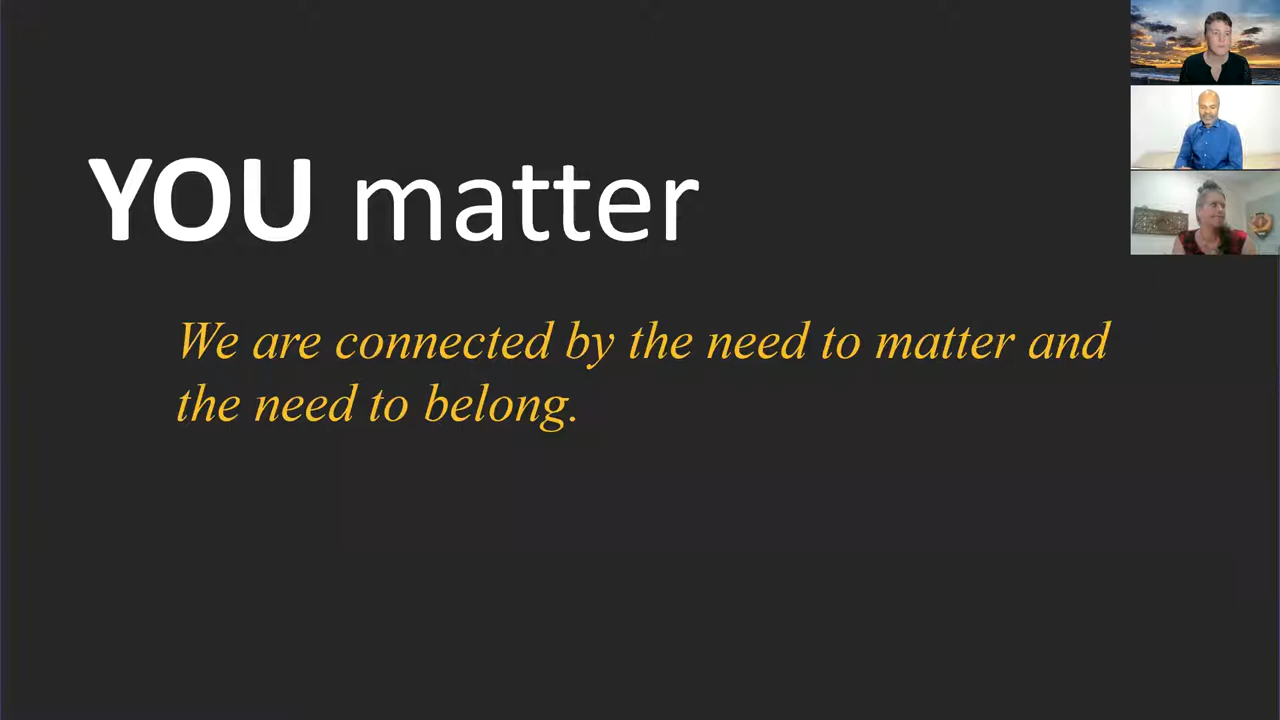 YOU matter
We are connected by the need to matter and
the need to belong.